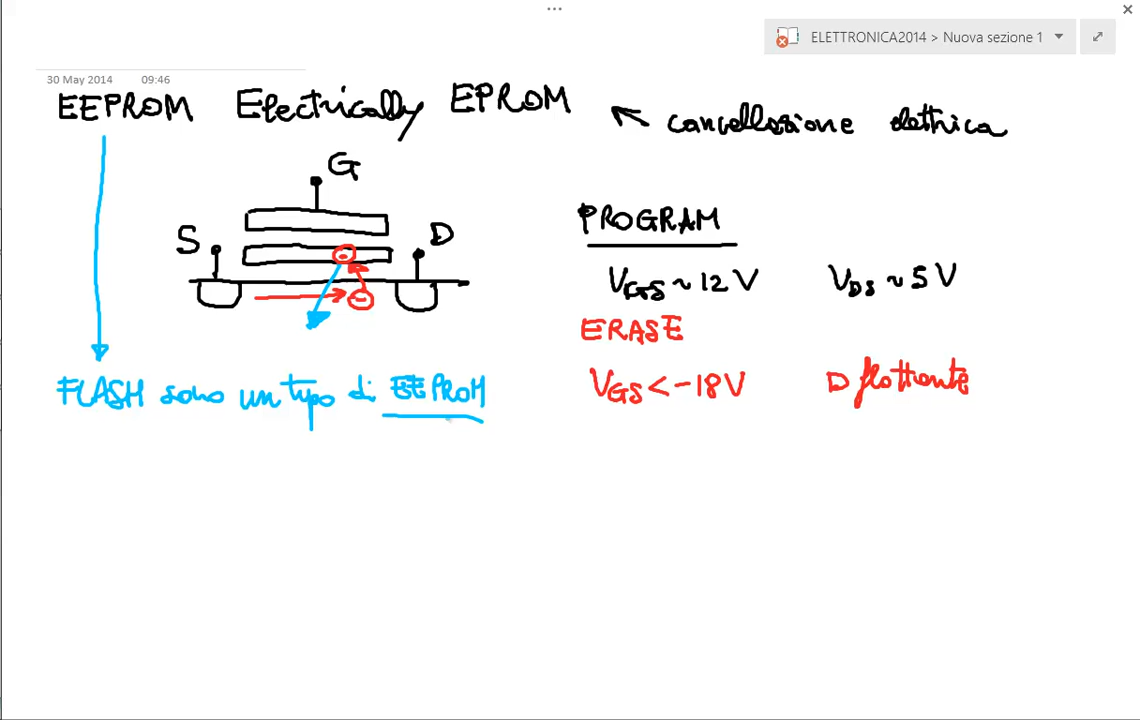 ...
ELETTRONICA2014 > Nuova sezione 1
30 May 2014 09:46
EEPROM Electrically EPROM
cancellazione elettrica
G
S
D
PROGRAM
VGS ~ 12 V VDS ~ 5 V
ERASE
VGS < -18V D flottante
FLASH sono un tipo di EEPROM